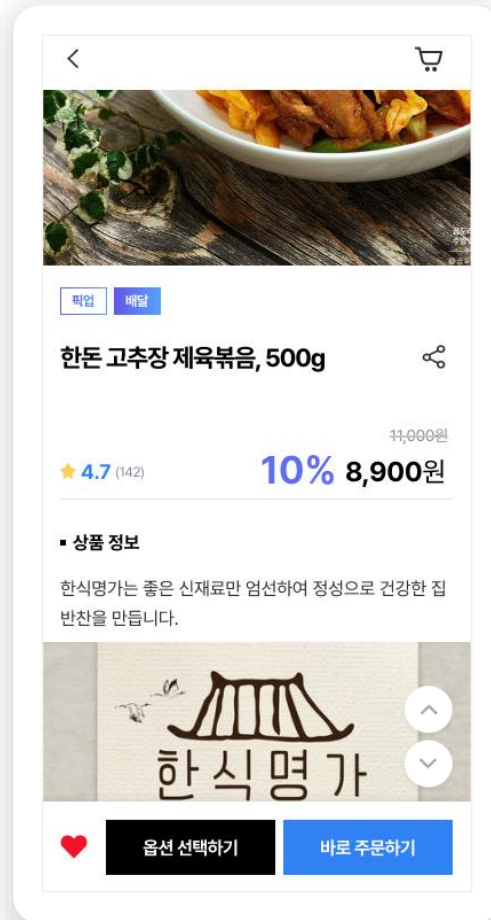 픽업 배달
한돈 고추장 제육볶음, 500g
11,000원
4.7 (142) 10% 8,900원
▪ 상품 정보
한식명가는 좋은 신재료만 엄선하여 정성으로 건강한 집
반찬을 만듭니다.
한식명가
옵션 선택하기 바로 주문하기